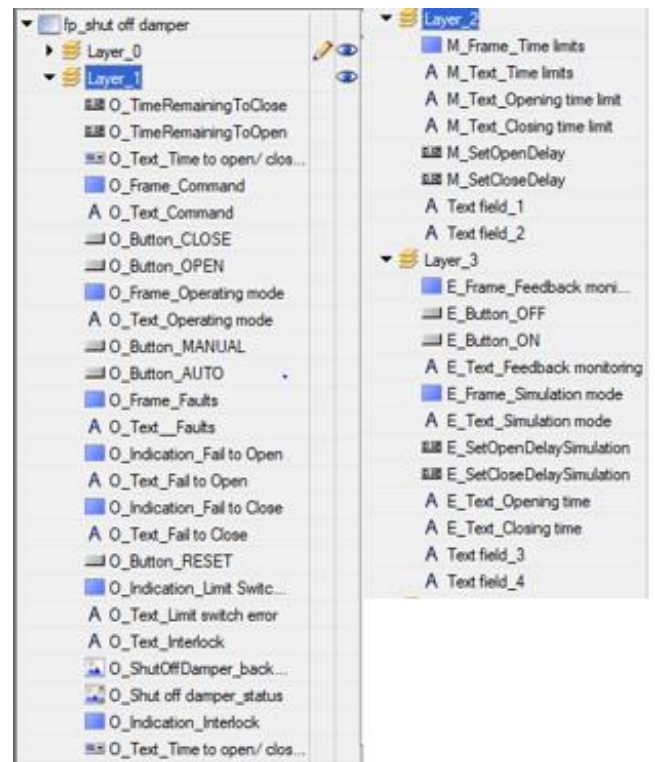 fp_shut off damper
Layer_0
Layer_1
O_TimeRemainingToClose
O_TimeRemainingToOpen
O_Text_Time to open/ clos...
O_Frame_Command
A O_Text_Command
O_Button_CLOSE
O_Button_OPEN
O_Frame_Operating mode
A O_Text_Operating mode
O_Button_MANUAL
O_Button_AUTO
O_Frame_Faults
A O_Text__Faults
O_Indication_Fail to Open
A O_Text_Fail to Open
O_Indication_Fail to Close
A O_Text_Fail to Close
O_Button_RESET
O_Indication_Limit Switc...
A O_Text_Limit switch error
A O_Text_Interlock
O_ShutOffDamper_back...
O_Shut off damper_status
O_Indication_Interlock
O_Text_Time to open/ clos...
Layer_2
M_Frame_Time limits
A M_Text_Time limits
A M_Text_Opening time limit
A M_Text_Closing time limit
M_SetOpenDelay
M_SetCloseDelay
A Text field_1
A Text field_2
Layer_3
E_Frame_Feedback moni...
E_Button_OFF
E_Button_ON
A E_Text_Feedback monitoring
E_Frame_Simulation mode
A E_Text_Simulation mode
E_SetOpenDelaySimulation
E_SetCloseDelaySimulation
A E_Text_Opening time
A E_Text_Closing time
A Text field_3
A Text field_4